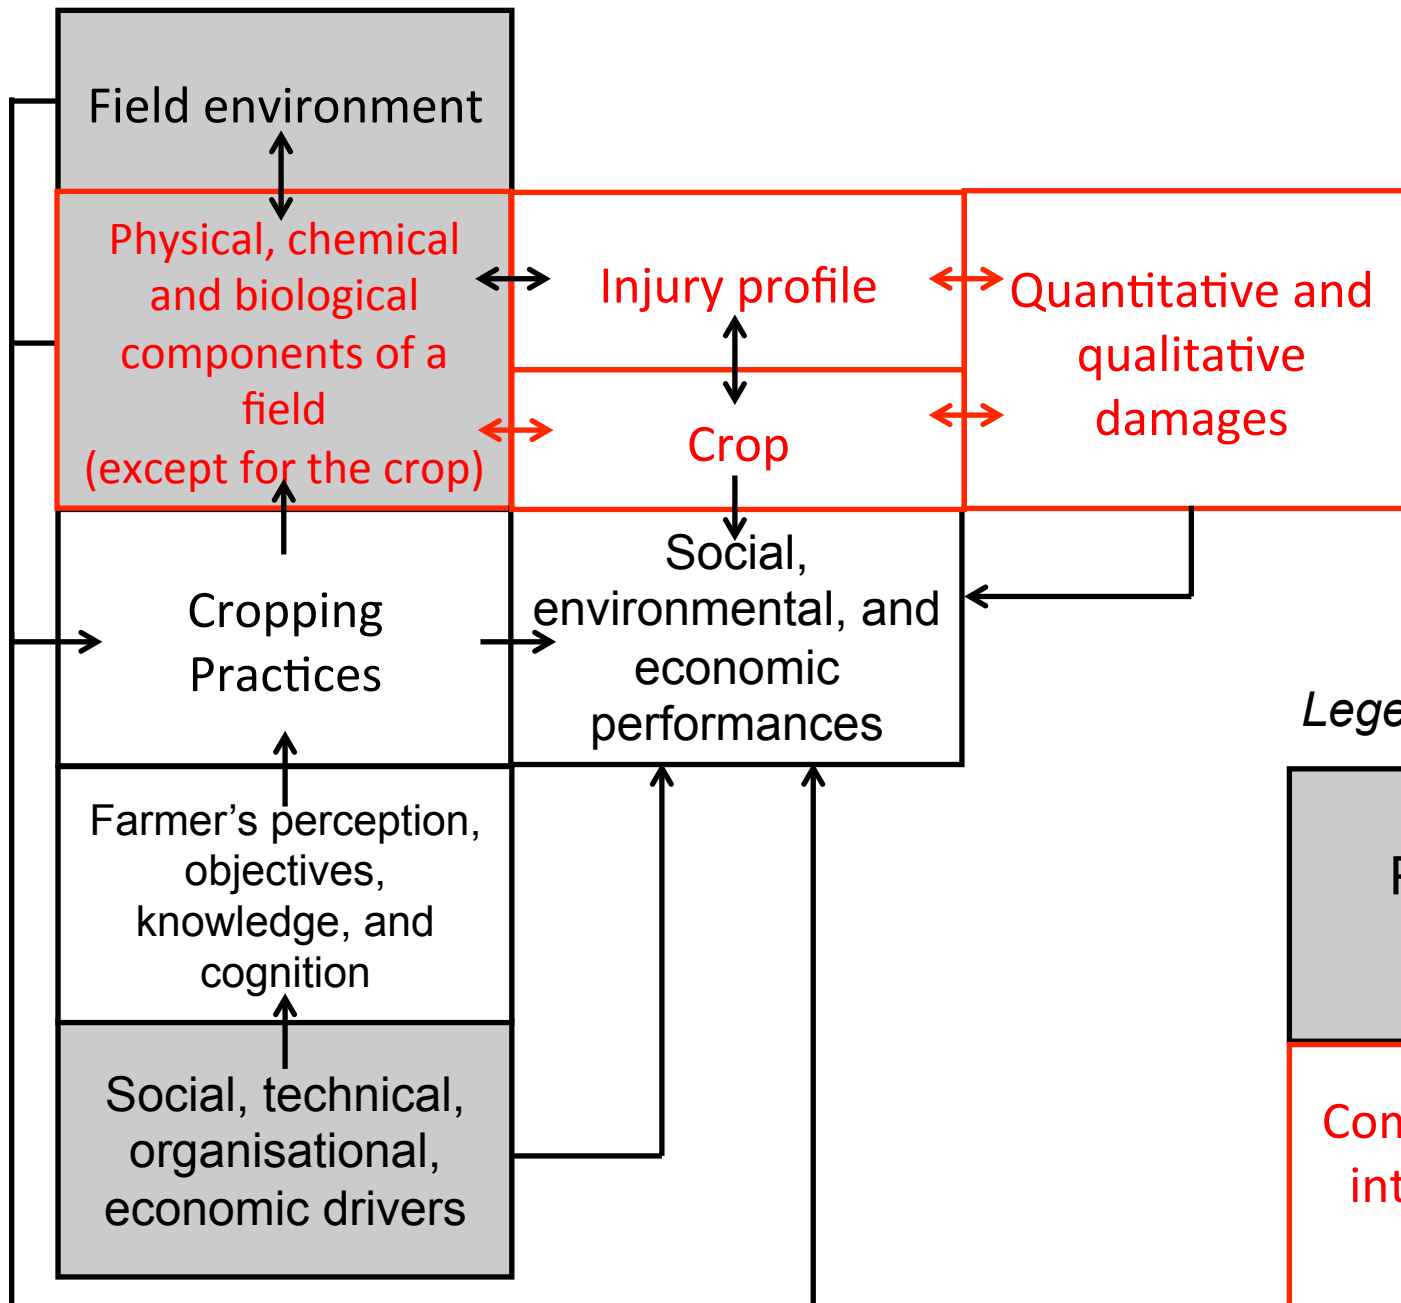 Field environment
Physical, chemical
and biological
components of a
field
(except for the crop)
Injury profile
Quantitative and
qualitative
damages
Crop
Cropping
Practices
Social,
environmental, and
economic
performances
Farmer’s perception,
objectives,
knowledge, and
cognition
Social, technical,
organisational,
economic drivers